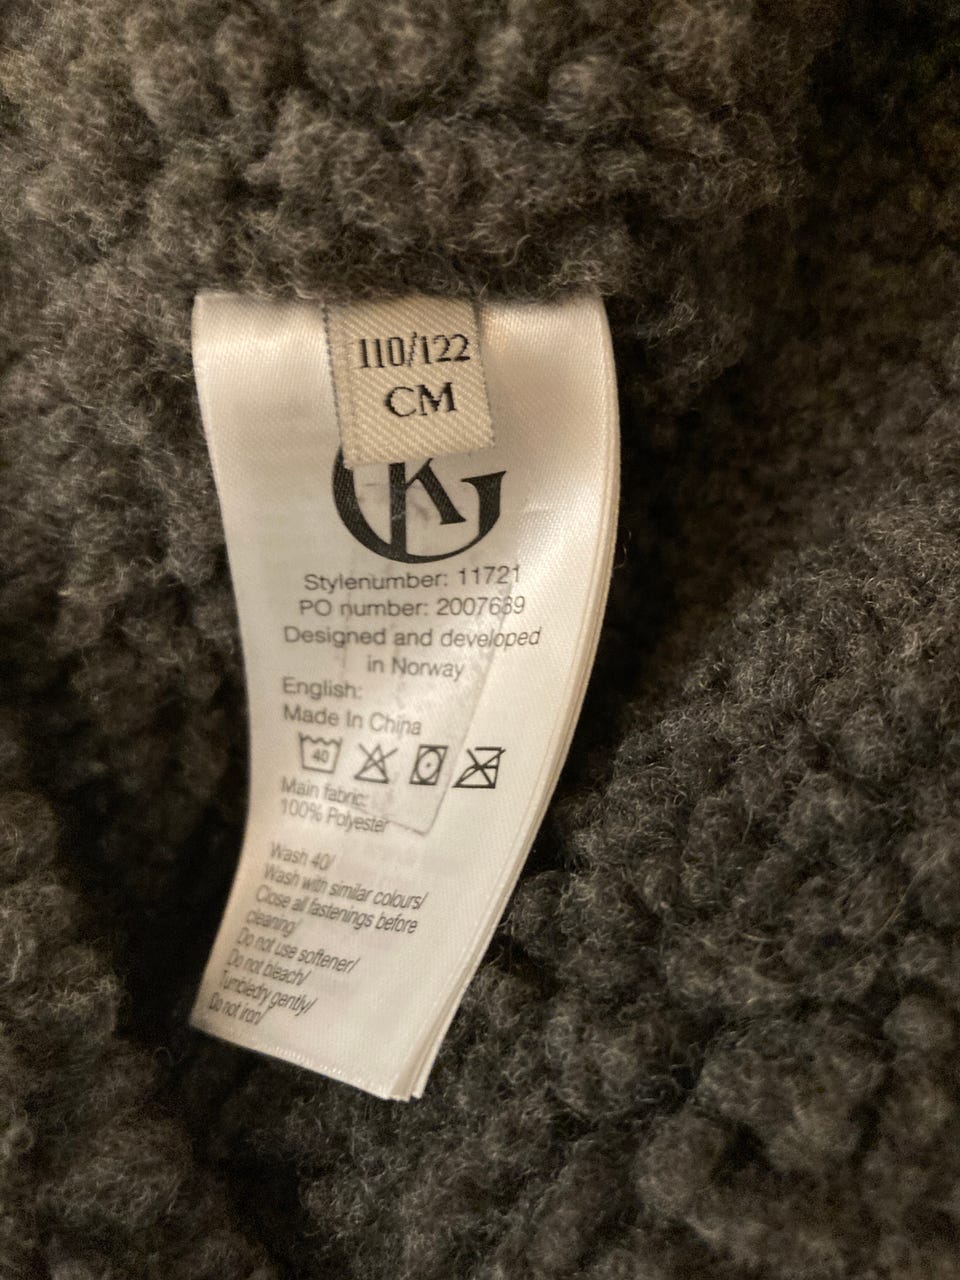 110/122
CM
KG
Stylenumber: 11721
PO number: 2007639
Designed and developed
in Norway
English:
Made In China
40
Main fabric:
100% Polyester
Wash 40/
Wash with similar colours/
Close all fastenings before
cleaning/
Do not use softener/
Do not bleach/
Tumbledry gently/
Do not iron/